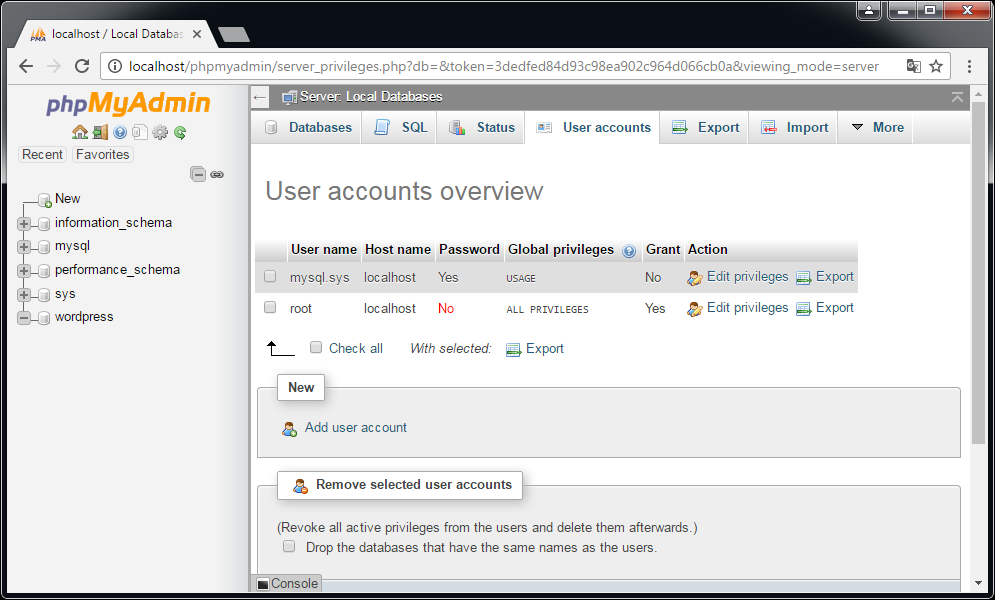 PMA localhost / Local Databas
localhost/phpmyadmin/server_privileges.php?db=&token=3dedfed84d93c98ea902c964d066cb0a&viewing_mode=server
phpMyAdmin
Recent Favorites
New
information_schema
mysql
performance_schema
sys
wordpress
Server: Local Databases
Databases SQL Status User accounts Export Import More
User accounts overview
User name Host name Password Global privileges Grant Action
mysql.sys localhost Yes USAGE No Edit privileges Export
root localhost No ALL PRIVILEGES Yes Edit privileges Export
Check all With selected: Export
New
Add user account
Remove selected user accounts
(Revoke all active privileges from the users and delete them afterwards.)
Drop the databases that have the same names as the users.
Console